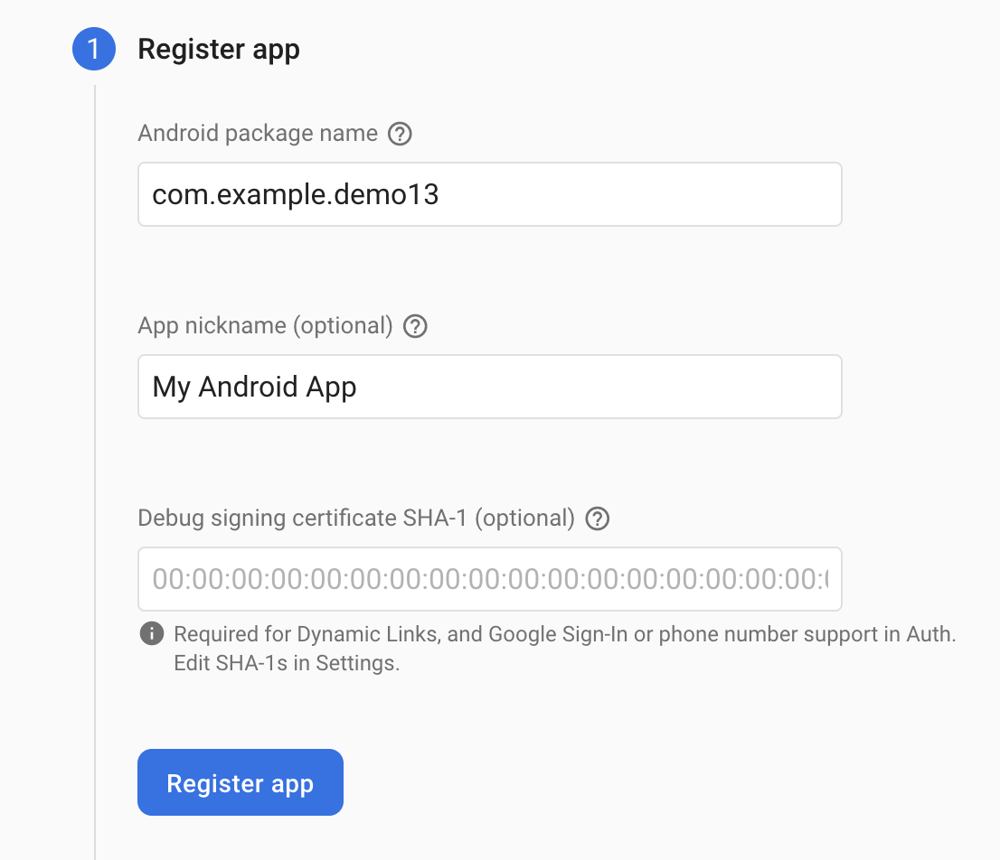 1 Register app
Android package name ?
com.example.demo13
App nickname (optional) ?
My Android App
Debug signing certificate SHA-1 (optional) ?
00:00:00:00:00:00:00:00:00:00:00:00:00:00:00:00:00:
i Required for Dynamic Links, and Google Sign-In or phone number support in Auth.
Edit SHA-1s in Settings.
Register app